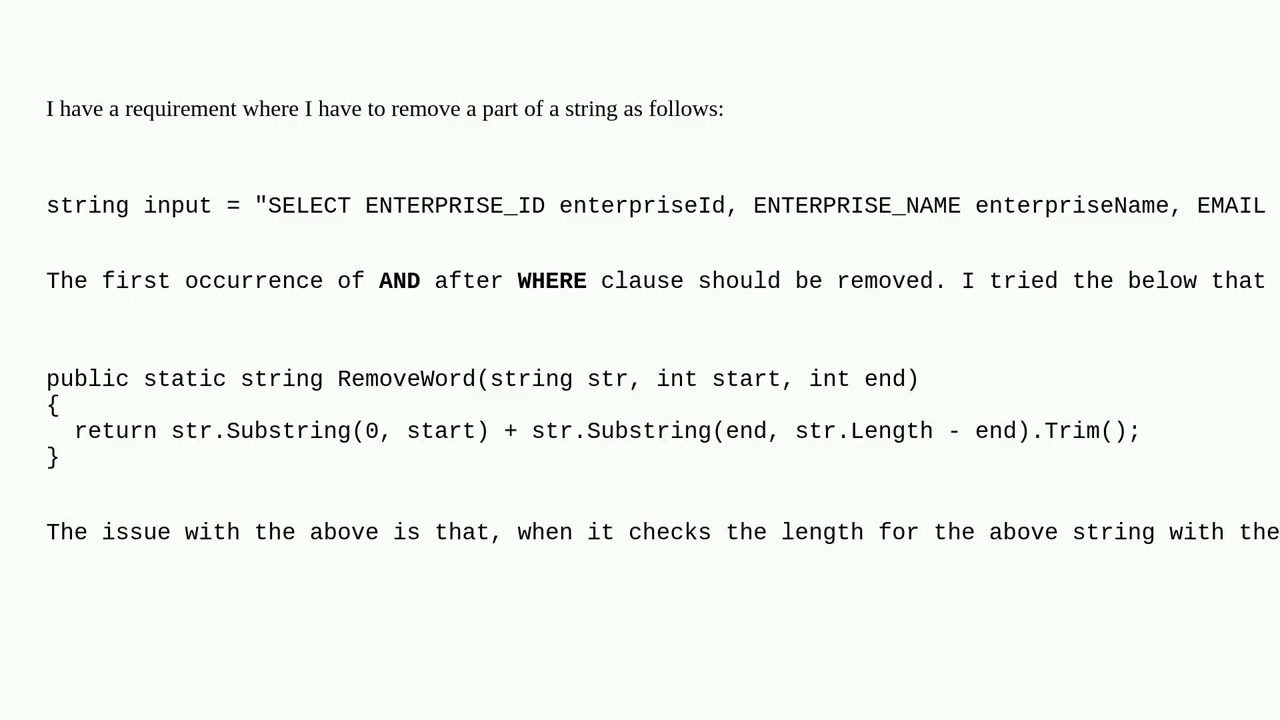 I have a requirement where I have to remove a part of a string as follows:
string input = "SELECT ENTERPRISE_ID enterpriseId, ENTERPRISE_NAME enterpriseName, EMAIL
The first occurrence of AND after WHERE clause should be removed. I tried the below that
public static string RemoveWord(string str, int start, int end)
{
  return str.Substring(0, start) + str.Substring(end, str.Length - end).Trim();
}
The issue with the above is that, when it checks the length for the above string with the